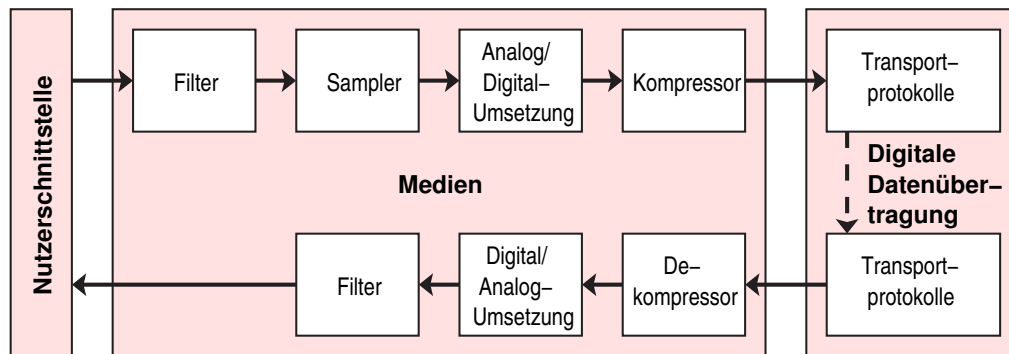 Nutzerschnittstelle
Filter
Sampler
Analog/
Digital–
Umsetzung
Kompressor
Transport–
protokolle
Medien
Digitale
Datenüber–
tragung
Filter
Digital/
Analog–
Umsetzung
De–
kompressor
Transport–
protokolle